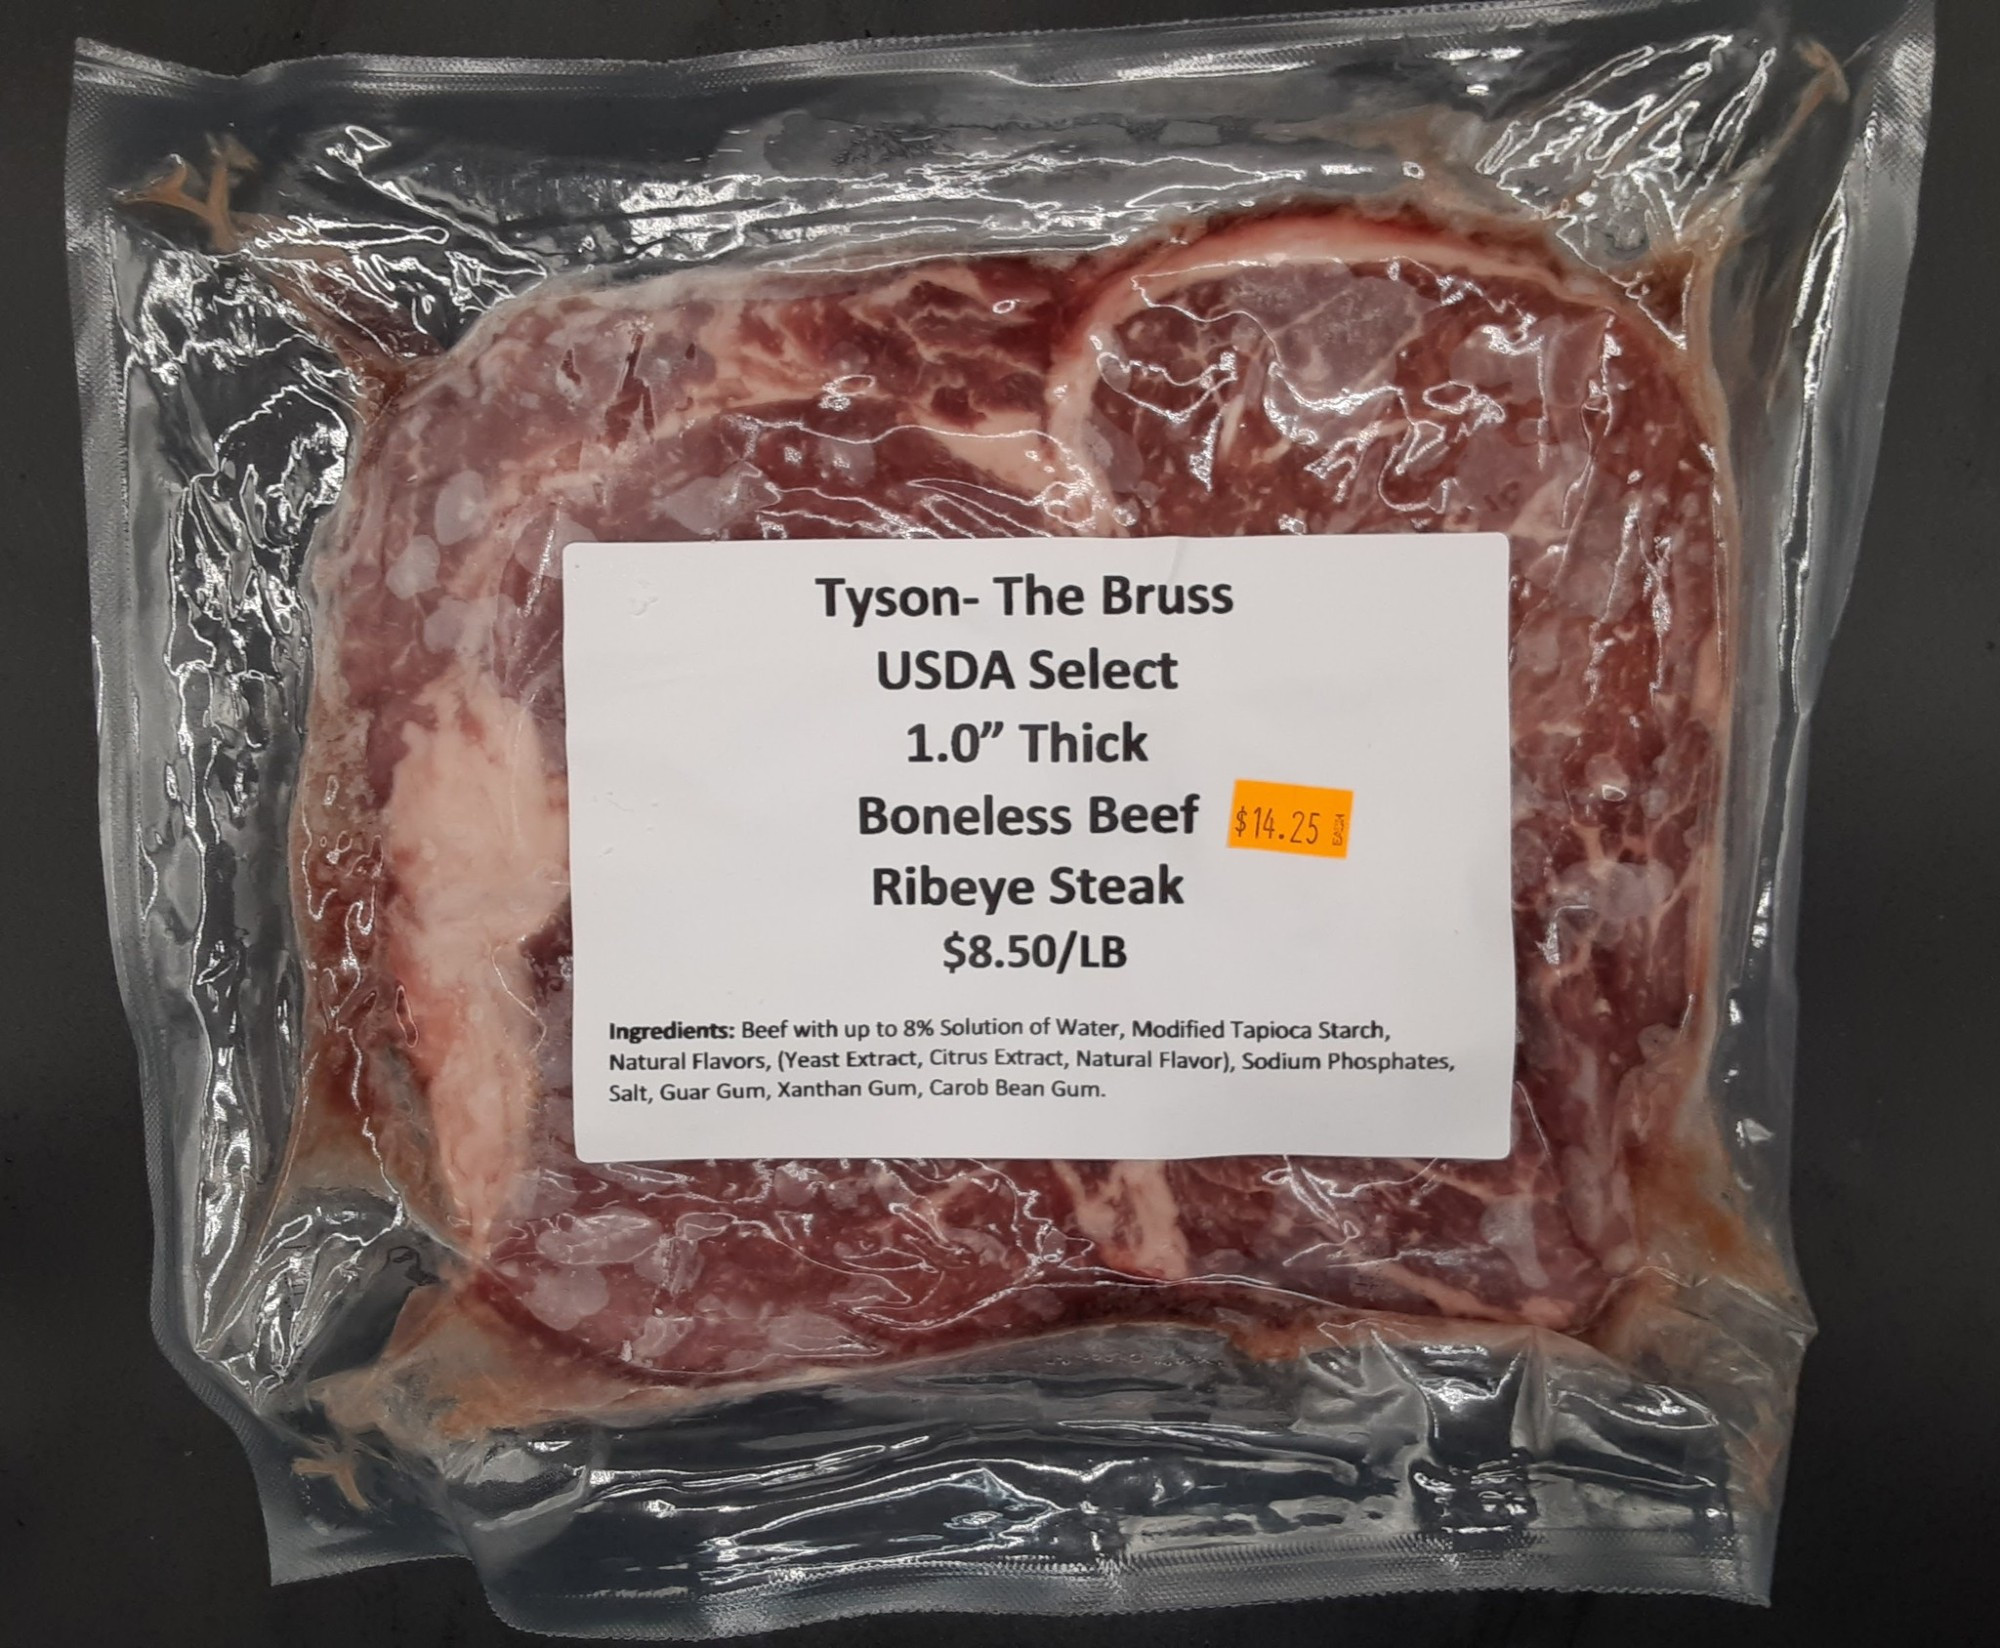 Tyson- The Bruss
USDA Select
1.0” Thick
Boneless Beef
$14.25 EACH
Ribeye Steak
$8.50/LB
Ingredients: Beef with up to 8% Solution of Water, Modified Tapioca Starch,
Natural Flavors, (Yeast Extract, Citrus Extract, Natural Flavor), Sodium Phosphates,
Salt, Guar Gum, Xanthan Gum, Carob Bean Gum.